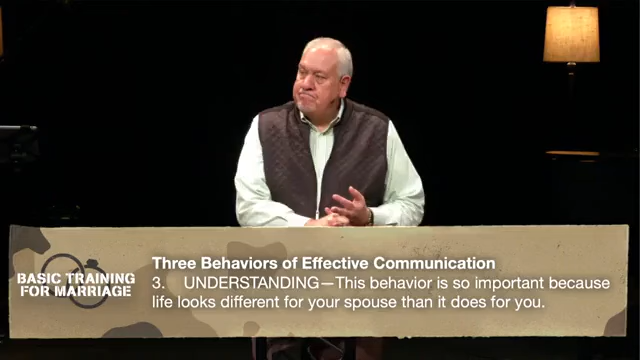 BASIC TRAINING
FOR MARRIAGE
Three Behaviors of Effective Communication
3. UNDERSTANDING—This behavior is so important because
life looks different for your spouse than it does for you.